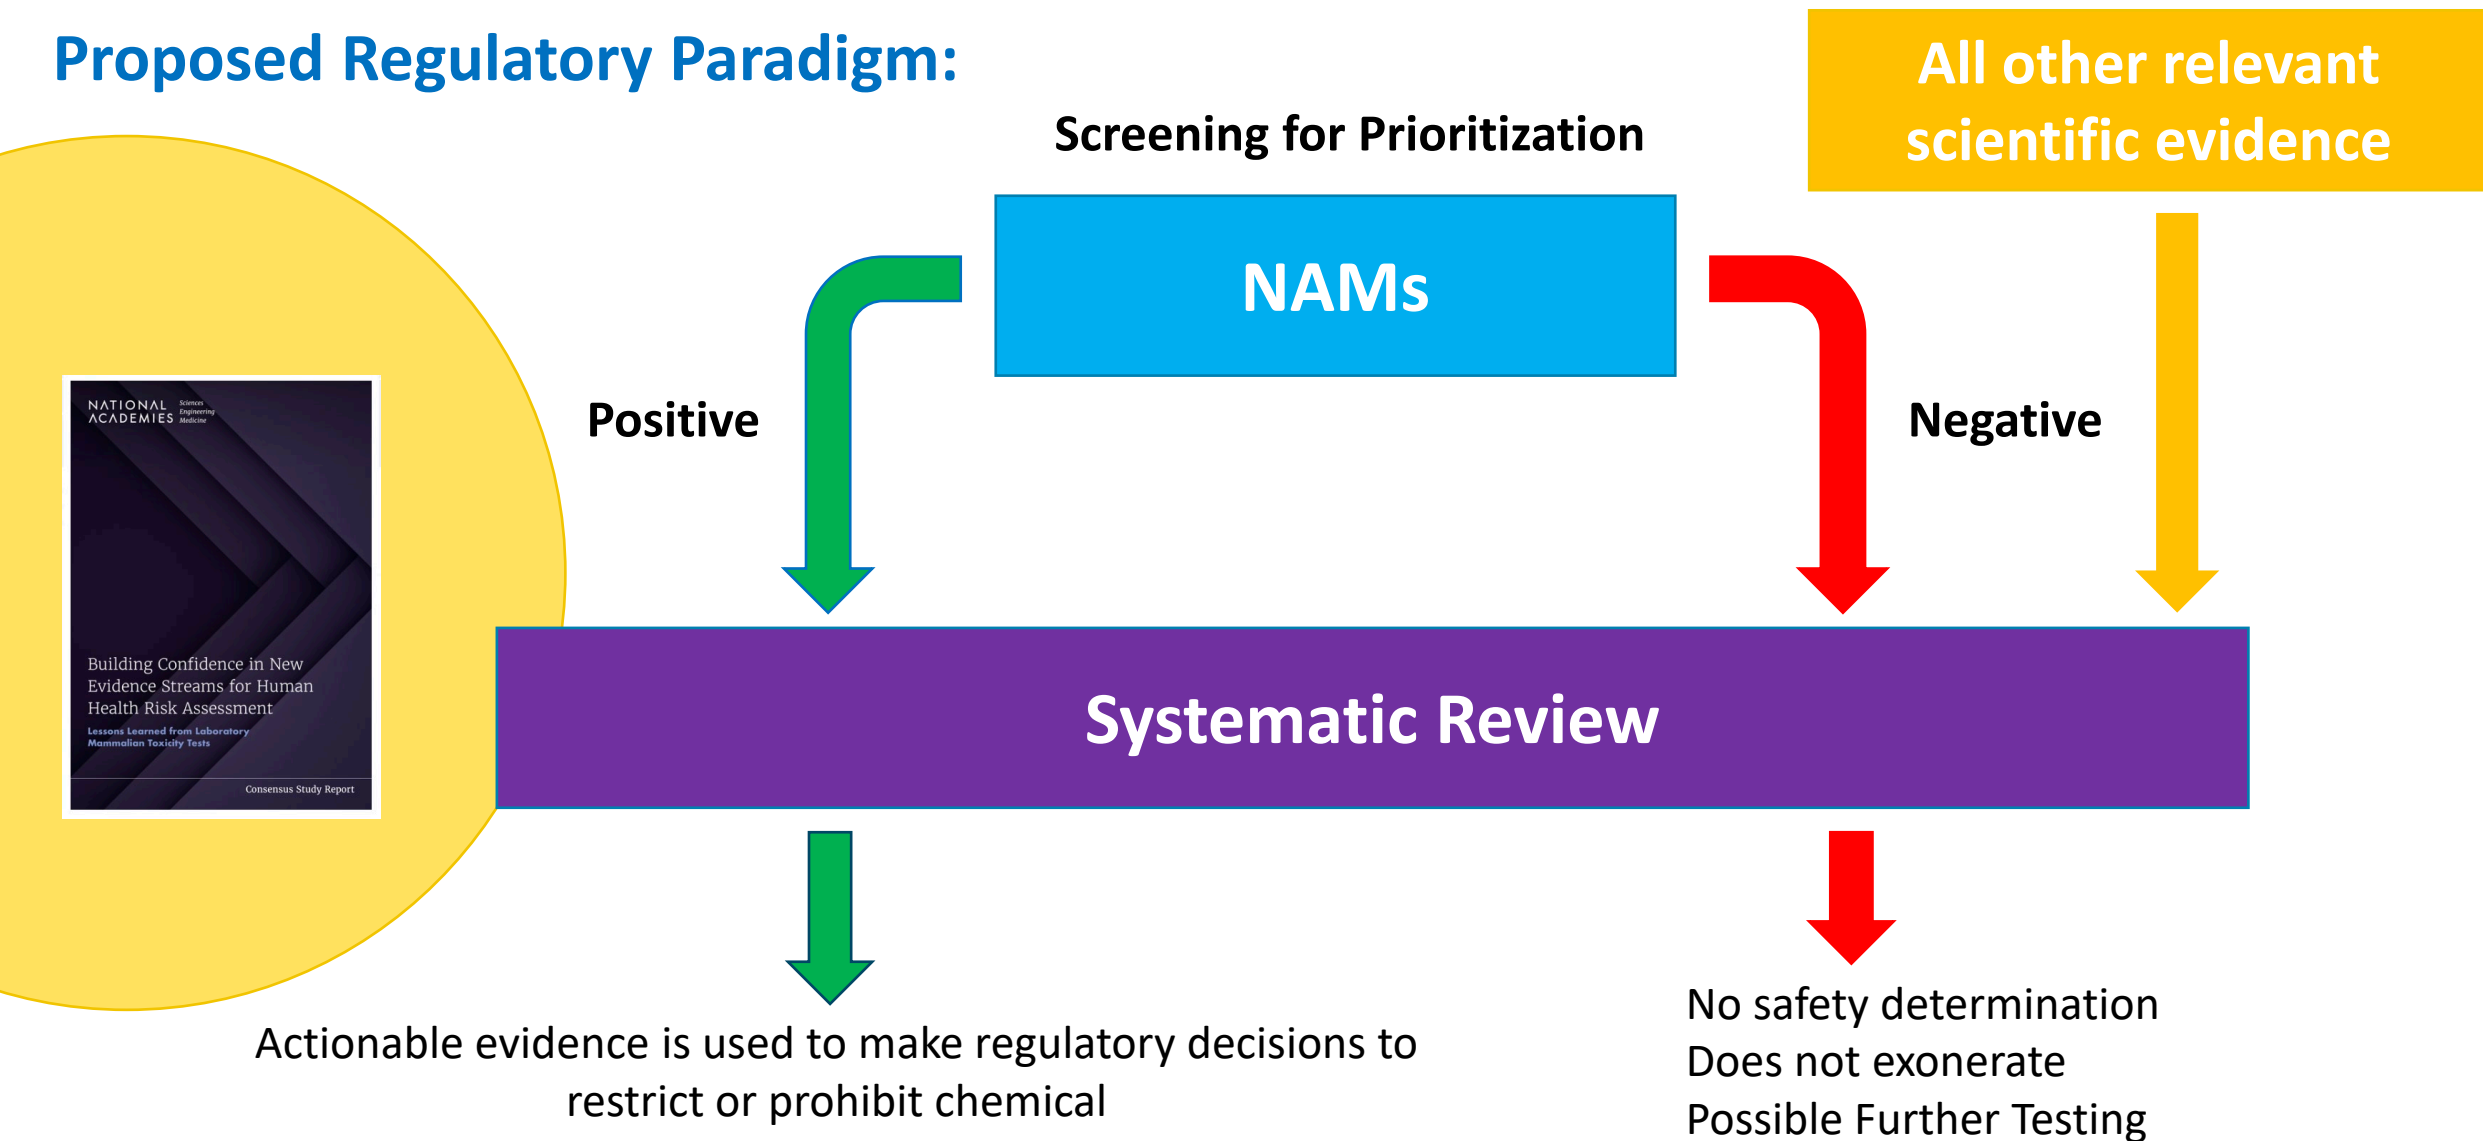 Proposed Regulatory Paradigm:
All other relevant
scientific evidence
Screening for Prioritization
NAMs
Positive
Negative
NATIONAL
ACADEMIES
Sciences
Engineering
Medicine
Building Confidence in New
Evidence Streams for Human
Health Risk Assessment
Lessons Learned from Laboratory
Mammalian Toxicity Tests
Consensus Study Report
Systematic Review
Actionable evidence is used to make regulatory decisions to
restrict or prohibit chemical
No safety determination
Does not exonerate
Possible Further Testing